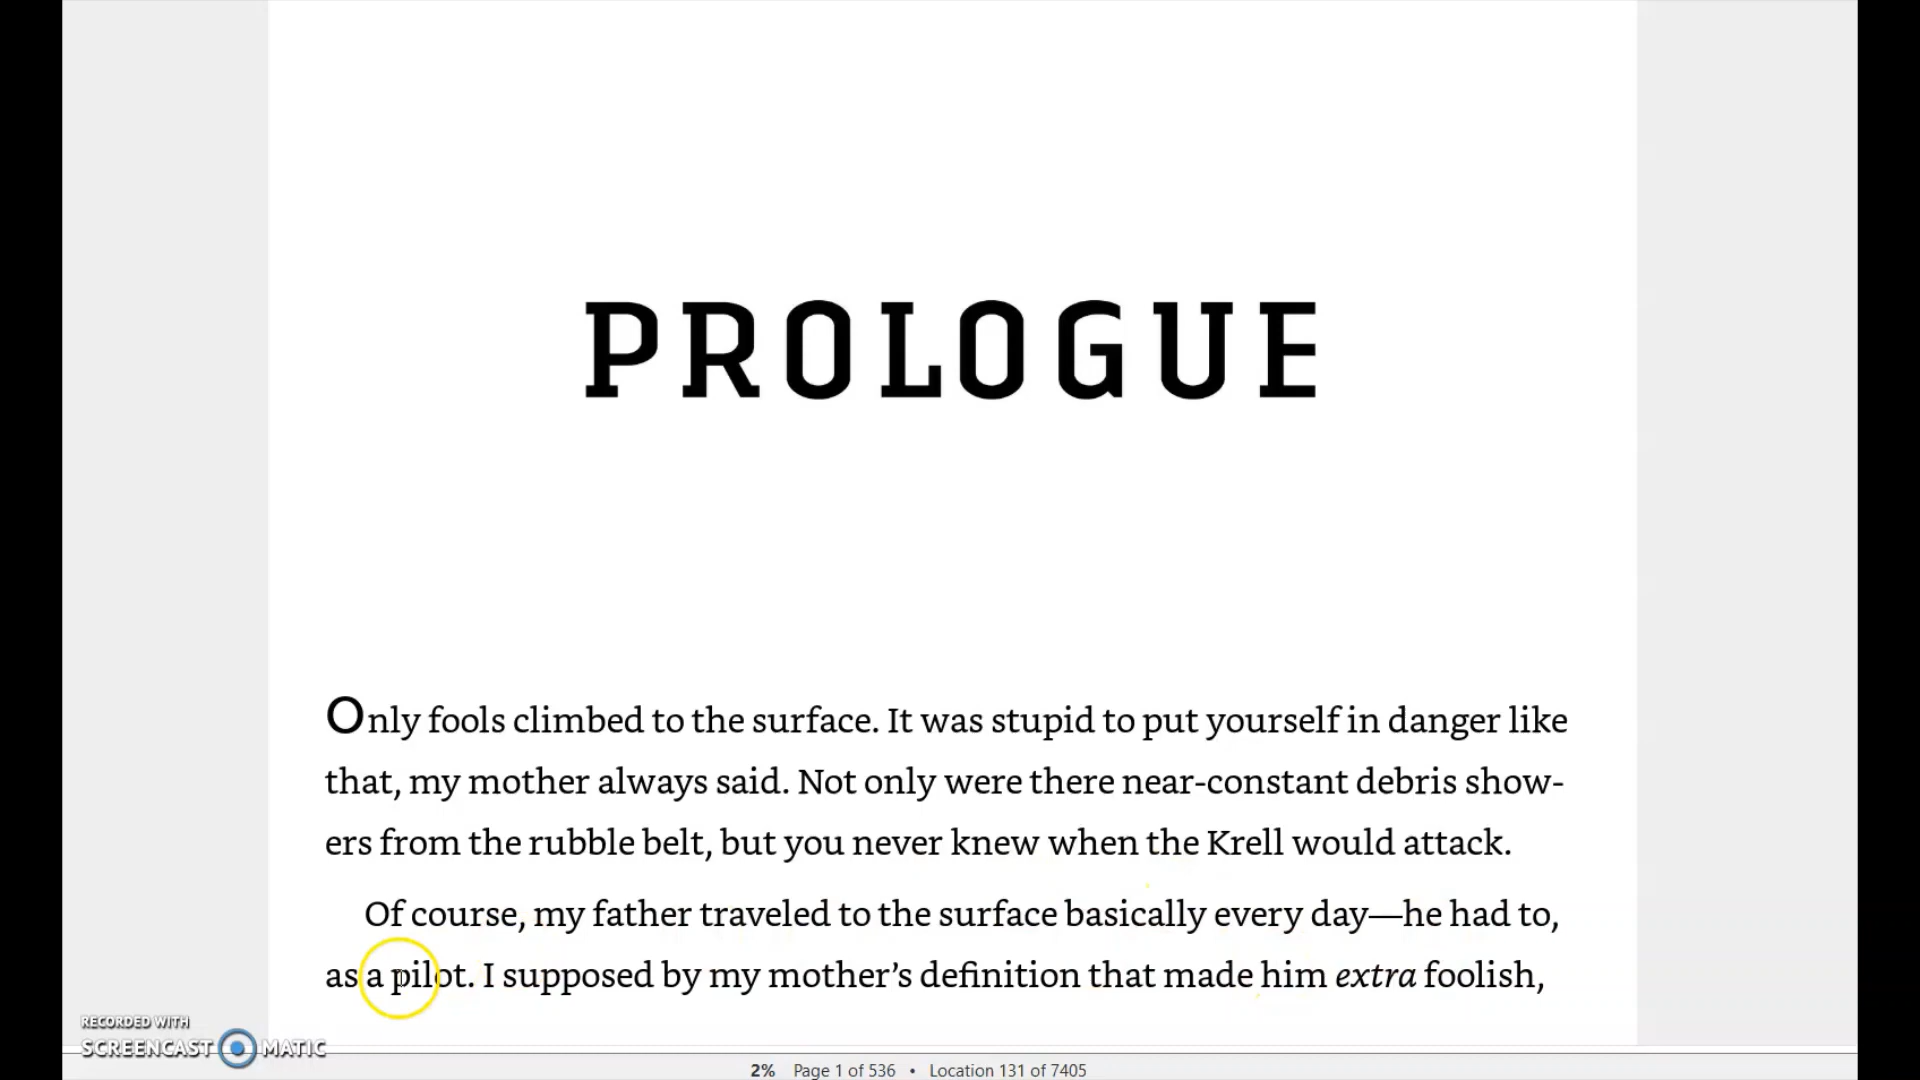 PROLOGUE
Only fools climbed to the surface. It was stupid to put yourself in danger like
that, my mother always said. Not only were there near-constant debris show-
ers from the rubble belt, but you never knew when the Krell would attack.
Of course, my father traveled to the surface basically every day—he had to,
as a pilot. I supposed by my mother’s definition that made him extra foolish,
RECORDED WITH
SCREENCAST MATIC
2% Page 1 of 536 • Location 131 of 7405